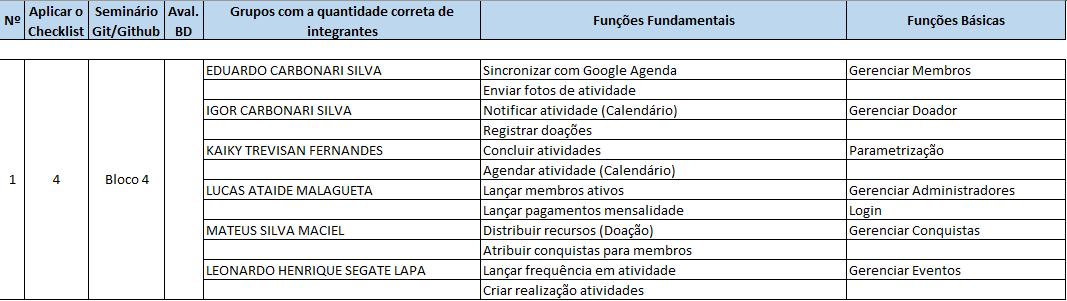 Nº Aplicar o Checklist Seminário Git/Github Aval. BD Grupos com a quantidade correta de integrantes Funções Fundamentais Funções Básicas
EDUARDO CARBONARI SILVA Sincronizar com Google Agenda Gerenciar Membros
Enviar fotos de atividade
IGOR CARBONARI SILVA Notificar atividade (Calendário) Gerenciar Doador
Registrar doações
KAIKY TREVISAN FERNANDES Concluir atividades Parametrização
Agendar atividade (Calendário)
1 4 Bloco 4
LUCAS ATAIDE MALAGUETA Lançar membros ativos Gerenciar Administradores
Lançar pagamentos mensalidade Login
MATEUS SILVA MACIEL Distribuir recursos (Doação) Gerenciar Conquistas
Atribuir conquistas para membros
LEONARDO HENRIQUE SEGATE LAPA Lançar frequência em atividade Gerenciar Eventos
Criar realização atividades